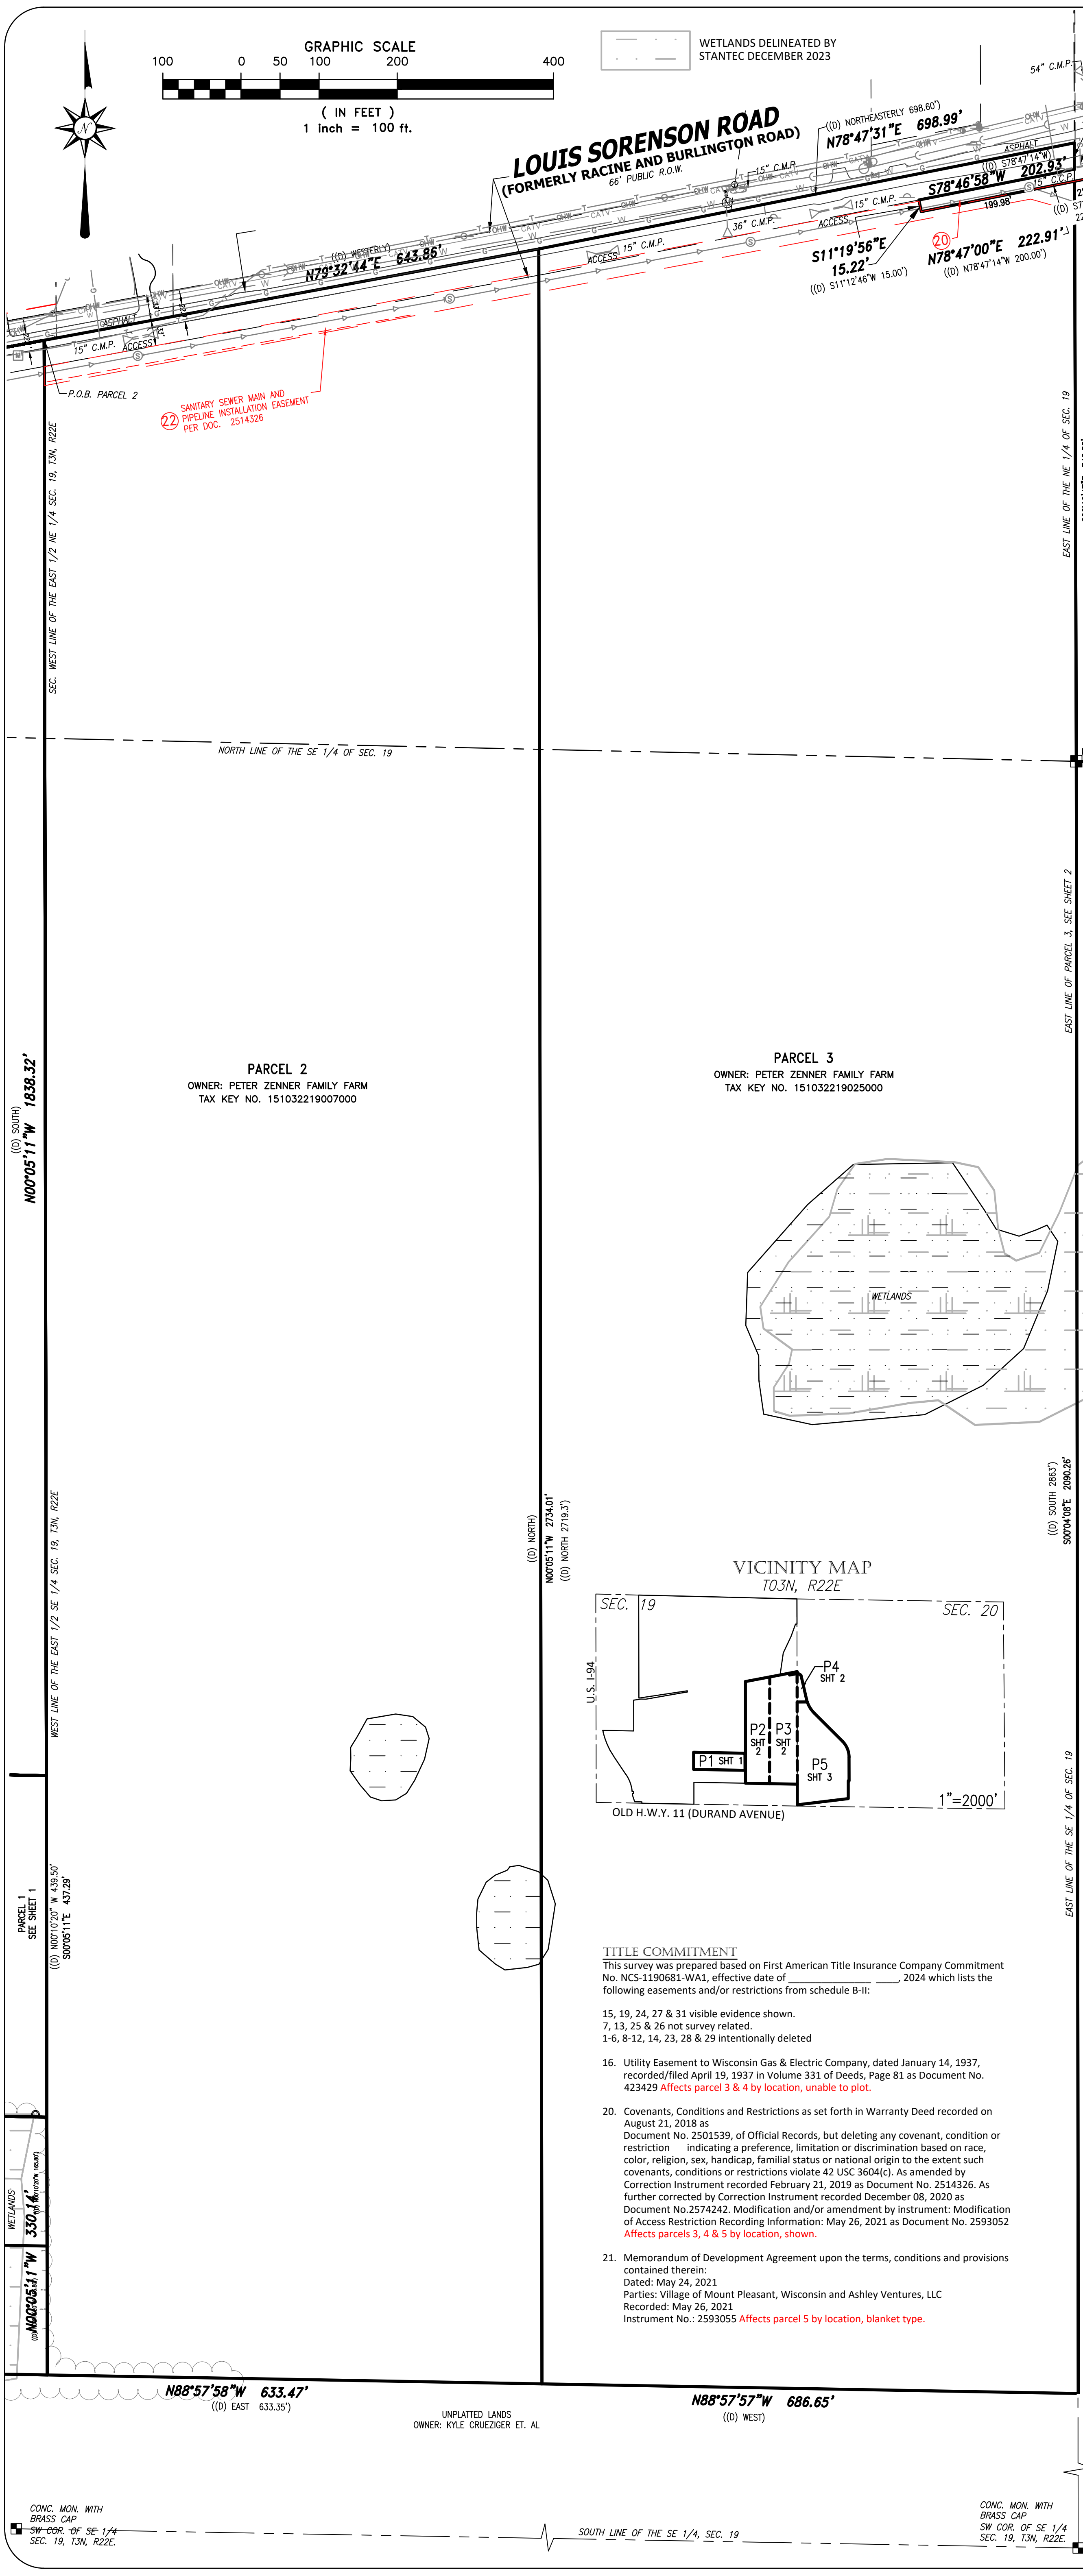 GRAPHIC SCALE
100 0 50 100 200 400
( IN FEET )
1 inch = 100 ft.
WETLANDS DELINEATED BY
STANTEC DECEMBER 2023
N
54" C.M.P.
LOUIS SORENSON ROAD
(FORMERLY RACINE AND BURLINGTON ROAD)
66' PUBLIC R.O.W.
((D) NORTHEASTERLY 698.60')
N78°47'31"E 698.99'
ASPHALT
((D) S78°47'14"W)
S78°46'58"W 202.93'
15" C.C.P.
199.98'
15" C.M.P.
15" C.M.P.
36" C.M.P.
ACCESS
15" C.M.P.
ACCESS
S11°19'56"E
15.22'
((D) S11°12'46"W 15.00')
20
N78°47'00"E 222.91'
((D) N78°47'14"W 200.00')
((D) WESTERLY)
N79°32'44"E 643.86'
ASPHALT
15" C.M.P. ACCESS
P.O.B. PARCEL 2
22 SANITARY SEWER MAIN AND
PIPELINE INSTALLATION EASEMENT
PER DOC. 2514326
SEC. WEST LINE OF THE EAST 1/2 NE 1/4 SEC. 19, T3N, R22E
EAST LINE OF THE NE 1/4 OF SEC. 19
NORTH LINE OF THE SE 1/4 OF SEC. 19
EAST LINE OF PARCEL 3, SEE SHEET 2
((D) SOUTH)
N00°05'11"W 1838.32'
PARCEL 2
OWNER: PETER ZENNER FAMILY FARM
TAX KEY NO. 151032219007000
PARCEL 3
OWNER: PETER ZENNER FAMILY FARM
TAX KEY NO. 151032219025000
WETLANDS
WEST LINE OF THE EAST 1/2 SE 1/4 SEC. 19, T3N, R22E
((D) NORTH)
N00°05'11"W 2734.01'
((D) NORTH 2719.3')
((D) SOUTH 2863')
S00°04'08"E 2090.26'
VICINITY MAP
T03N, R22E
SEC. 19
SEC. 20
U.S. I-94
P4
SHT 2
P2
SHT
2
P3
SHT
2
P1 SHT 1
P5
SHT 3
1"=2000'
OLD H.W.Y. 11 (DURAND AVENUE)
EAST LINE OF THE SE 1/4 OF SEC. 19
PARCEL 1
SEE SHEET 1
((D) N00°10'20" W 439.50'
S00°05'11"E 437.29'
TITLE COMMITMENT
This survey was prepared based on First American Title Insurance Company Commitment
No. NCS-1190681-WA1, effective date of _______________ ____, 2024 which lists the
following easements and/or restrictions from schedule B-II:
15, 19, 24, 27 & 31 visible evidence shown.
7, 13, 25 & 26 not survey related.
1-6, 8-12, 14, 23, 28 & 29 intentionally deleted
16. Utility Easement to Wisconsin Gas & Electric Company, dated January 14, 1937,
recorded/filed April 19, 1937 in Volume 331 of Deeds, Page 81 as Document No.
423429 Affects parcel 3 & 4 by location, unable to plot.
20. Covenants, Conditions and Restrictions as set forth in Warranty Deed recorded on
August 21, 2018 as
Document No. 2501539, of Official Records, but deleting any covenant, condition or
restriction indicating a preference, limitation or discrimination based on race,
color, religion, sex, handicap, familial status or national origin to the extent such
covenants, conditions or restrictions violate 42 USC 3604(c). As amended by
Correction Instrument recorded February 21, 2019 as Document No. 2514326. As
further corrected by Correction Instrument recorded December 08, 2020 as
Document No.2574242. Modification and/or amendment by instrument: Modification
of Access Restriction Recording Information: May 26, 2021 as Document No. 2593052
Affects parcels 3, 4 & 5 by location, shown.
21. Memorandum of Development Agreement upon the terms, conditions and provisions
contained therein:
Dated: May 24, 2021
Parties: Village of Mount Pleasant, Wisconsin and Ashley Ventures, LLC
Recorded: May 26, 2021
Instrument No.: 2593055 Affects parcel 5 by location, blanket type.
WETLANDS
N00°05'11"W 330.14'
N88°57'58"W 633.47'
((D) EAST 633.35')
UNPLATTED LANDS
OWNER: KYLE CRUEZIGER ET. AL
N88°57'57"W 686.65'
((D) WEST)
CONC. MON. WITH
BRASS CAP
SW COR. OF SE 1/4
SEC. 19, T3N, R22E.
SOUTH LINE OF THE SE 1/4, SEC. 19
CONC. MON. WITH
BRASS CAP
SW COR. OF SE 1/4
SEC. 19, T3N, R22E.